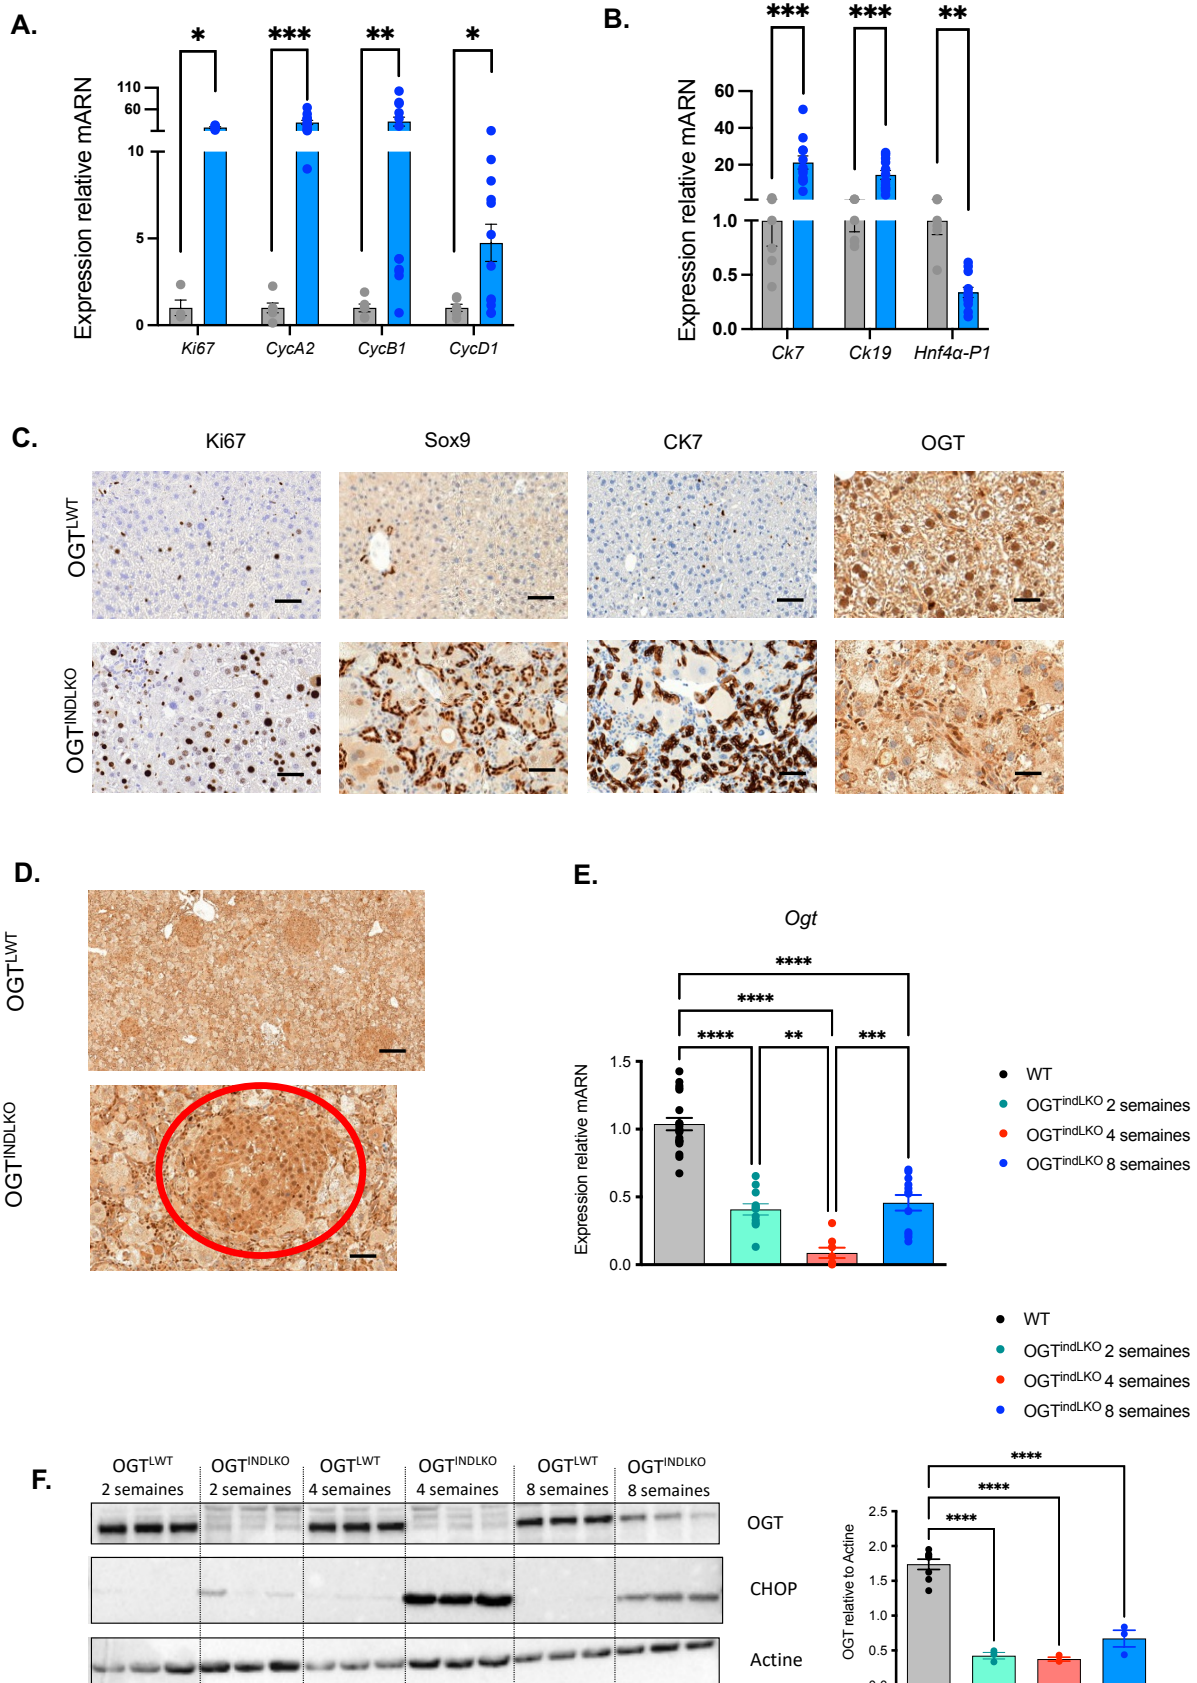 A.
* *** ** *
Expression relative mARN
110
60
10
5
0
Ki67 CycA2 CycB1 CycD1
B.
*** *** **
Expression relative mARN
60
40
20
1.0
0.5
0.0
Ck7 Ck19 Hnf4α-P1
C.
Ki67 Sox9 CK7 OGT
OGTLWT
OGTINDLKO
D.
OGTLWT
OGTINDLKO
E.
Ogt
****
****
**** ** ***
Expression relative mARN
1.5
1.0
0.5
0.0
WT
OGTindLKO 2 semaines
OGTindLKO 4 semaines
OGTindLKO 8 semaines
WT
OGTindLKO 2 semaines
OGTindLKO 4 semaines
OGTindLKO 8 semaines
F.
OGTLWT OGTINDLKO OGTLWT OGTINDLKO OGTLWT OGTINDLKO
2 semaines 2 semaines 4 semaines 4 semaines 8 semaines 8 semaines
OGT
CHOP
Actine
****
****
****
OGT relative to Actine
2.5
2.0
1.5
1.0
0.5